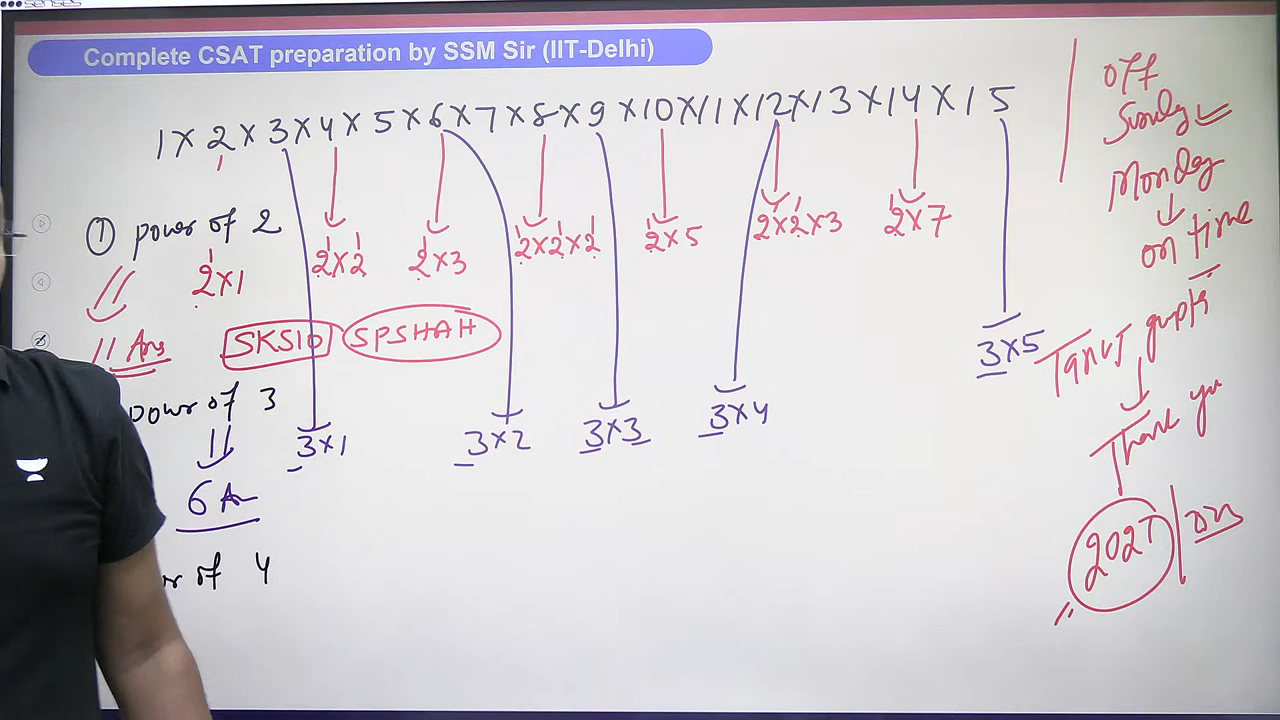 Complete CSAT preparation by SSM Sir (IIT-Delhi)
1 × 2 × 3 × 4 × 5 × 6 × 7 × 8 × 9 × 10 × 11 × 12 × 13 × 14 × 15
① power of 2
2×1
2×2
2×3
2×2×2
2×5
2×2×3
2×7
11 Ans
SKS10
SPSHAH
power of 3
3×1
3×2
3×3
3×4
3×5
6 An
of 4
off
Sunday
Monday
on time
gupta
Thank you
2027